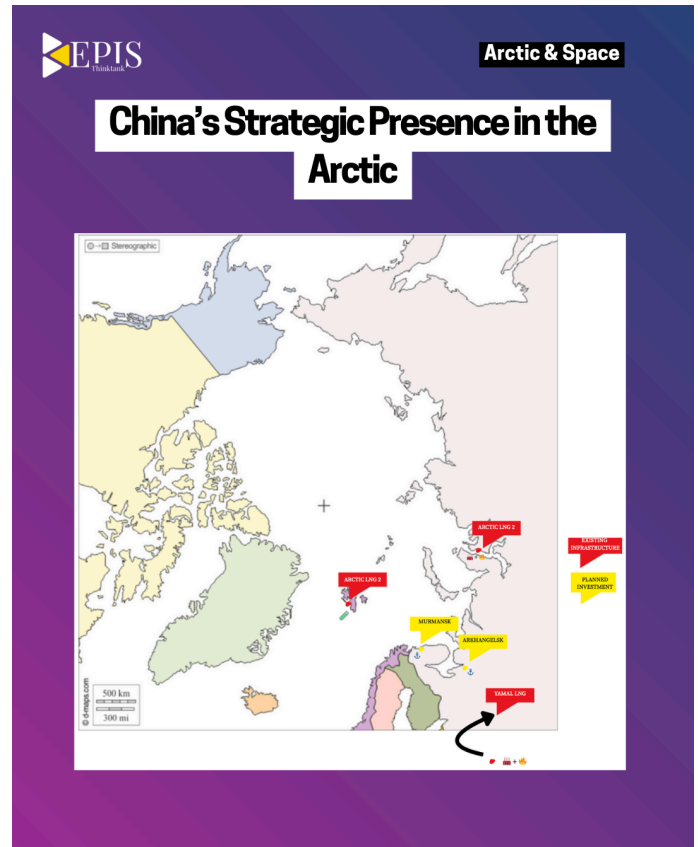 EPIS
Thinktank
Arctic & Space
China's Strategic Presence in the
Arctic
Stereographic
ARCTIC LNG 2
EXISTING
INFRASTRUCTURE
ARCTIC LNG 2
PLANNED
INVESTMENT
MURMANSK
ARKHANGELSK
YAMAL LNG
500 km
300 mi
© d-maps.com